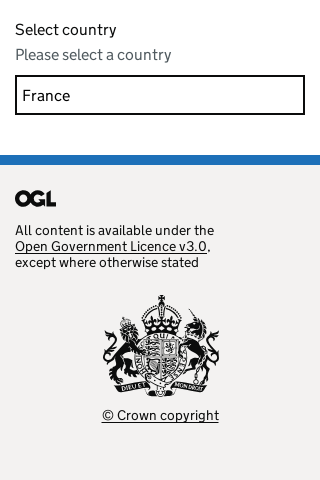 Select country
Please select a country
France
OGL
All content is available under the
Open Government Licence v3.0,
except where otherwise stated
DIEU ET MON DROIT
© Crown copyright